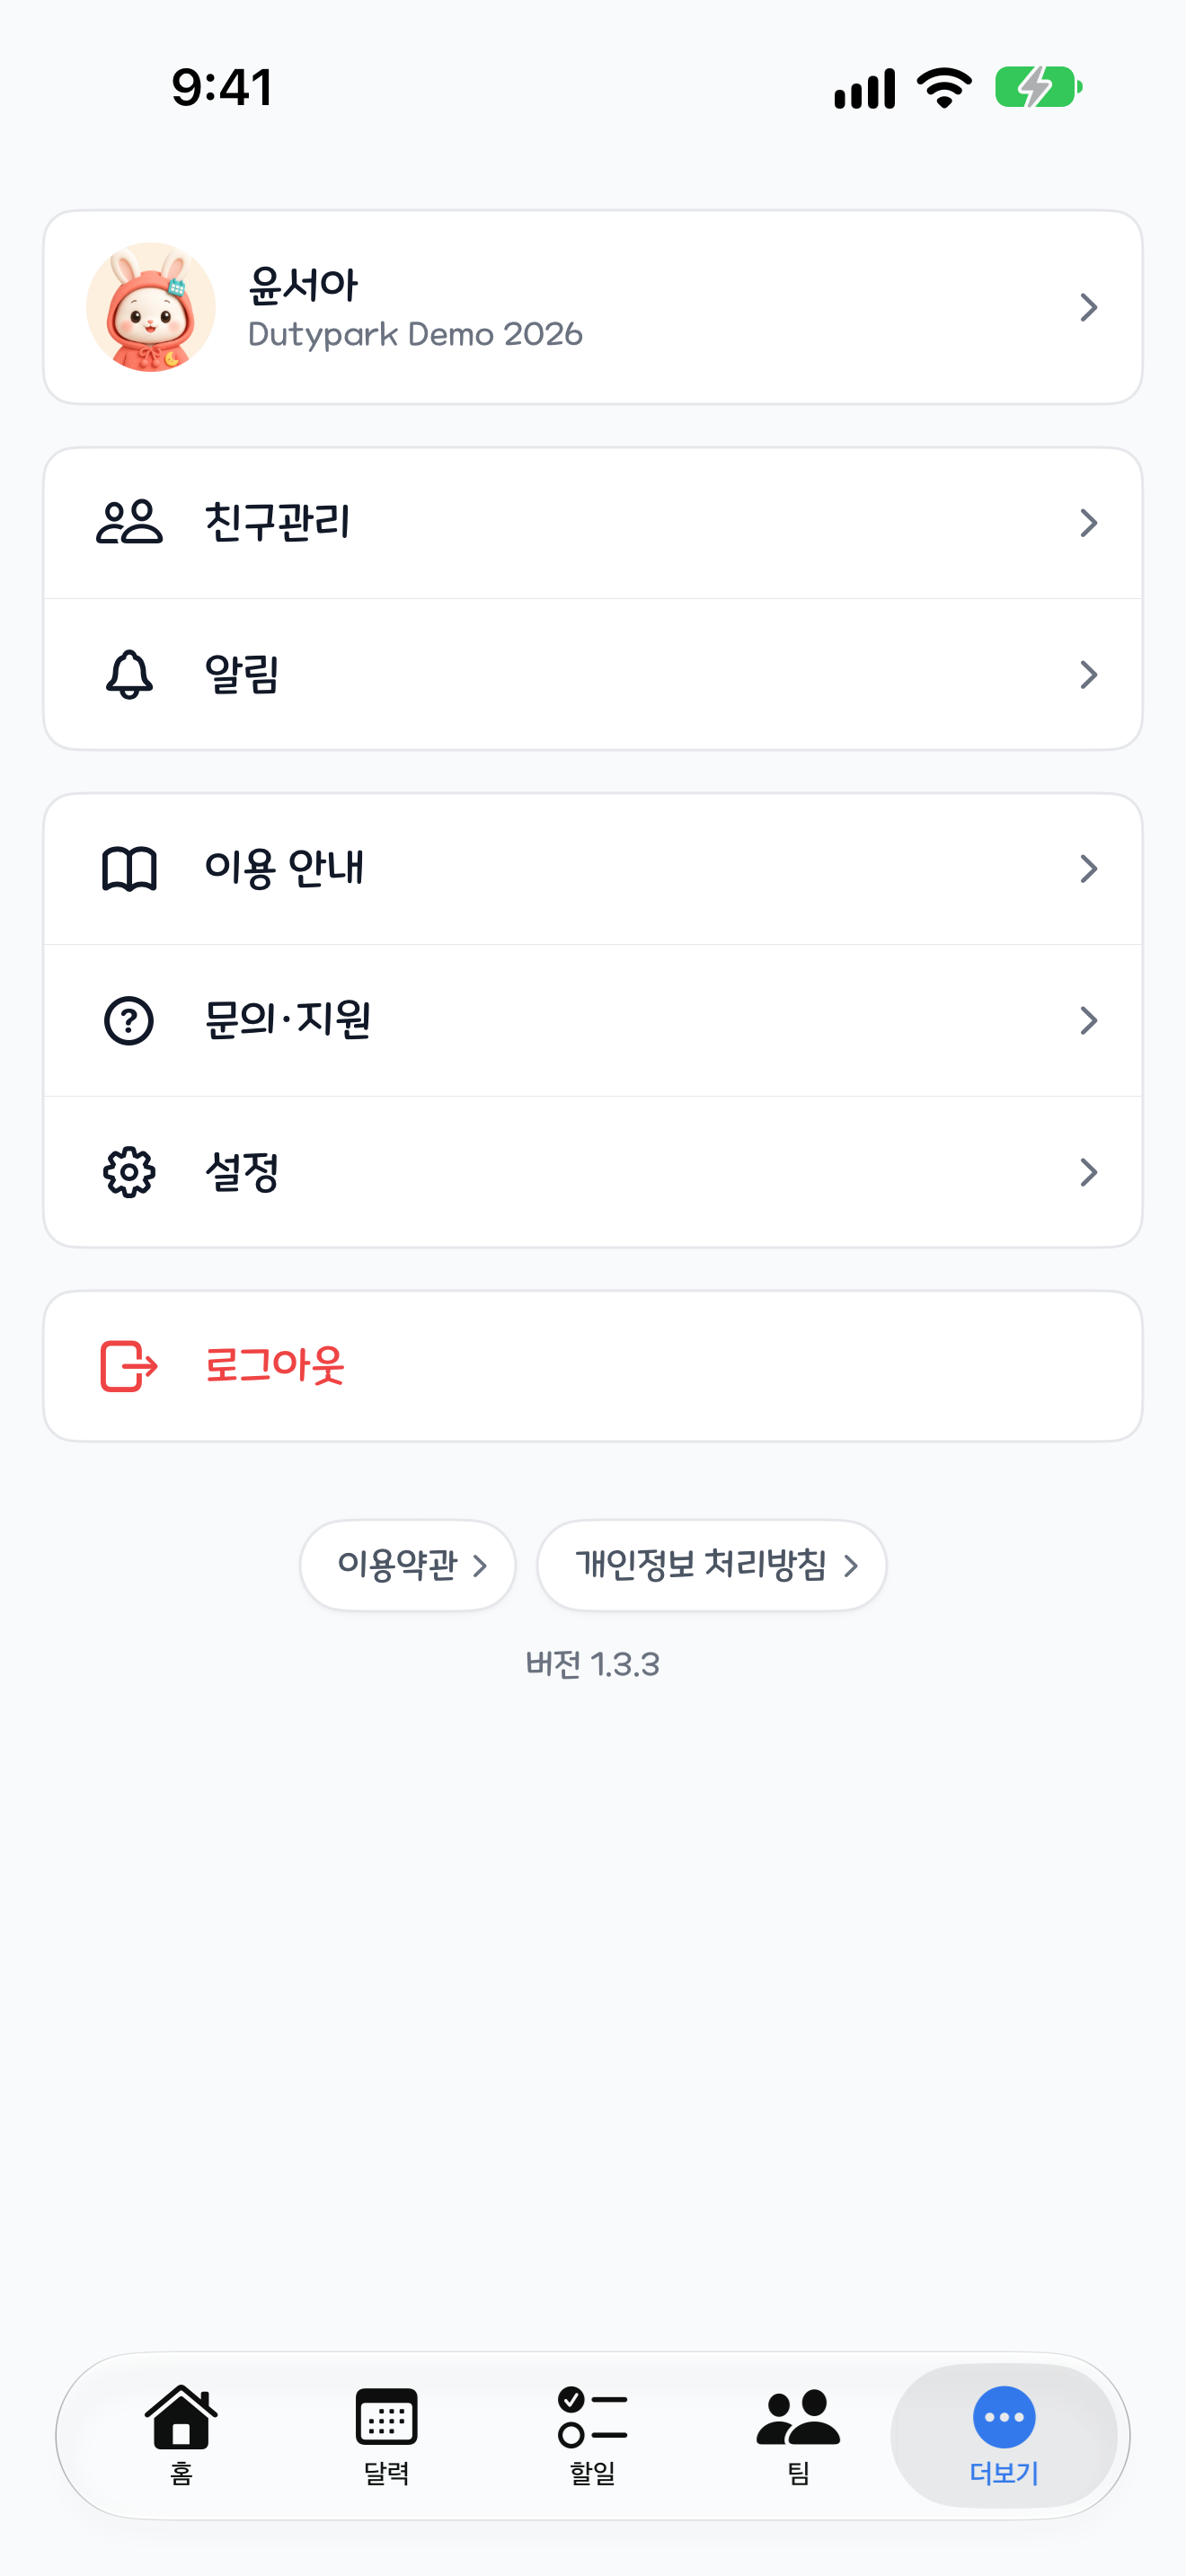 9:41
윤서아
Dutypark Demo 2026
친구관리
알림
이용 안내
문의·지원
설정
로그아웃
이용약관
개인정보 처리방침
버전 1.3.3
홈
달력
할일
팀
더보기